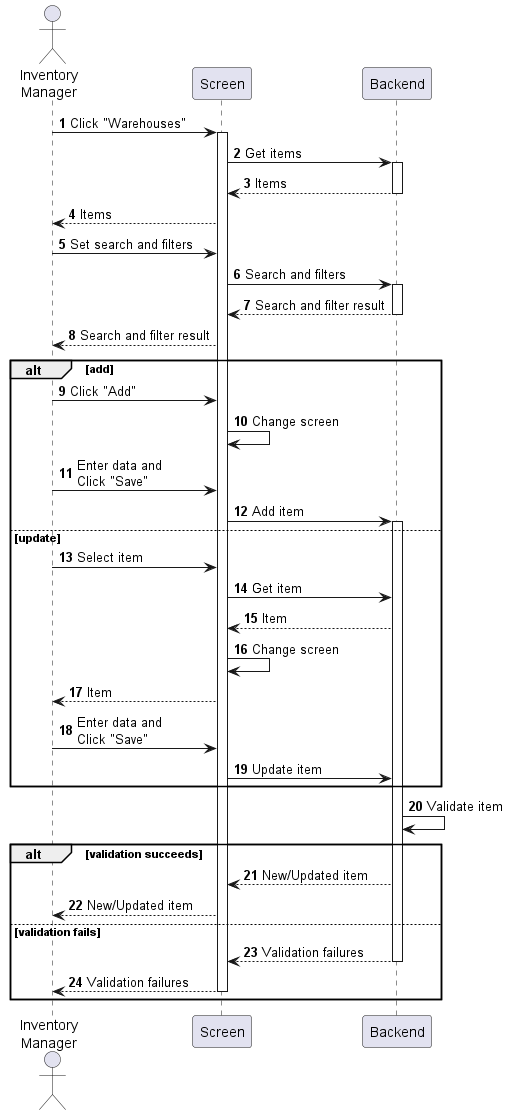 Inventory
Manager
Screen
Backend
1 Click "Warehouses"
2 Get items
3 Items
4 Items
5 Set search and filters
6 Search and filters
7 Search and filter result
8 Search and filter result
alt [add]
9 Click "Add"
10 Change screen
11 Enter data and
Click "Save"
12 Add item
[update]
13 Select item
14 Get item
15 Item
16 Change screen
17 Item
18 Enter data and
Click "Save"
19 Update item
20 Validate item
alt [validation succeeds]
21 New/Updated item
22 New/Updated item
[validation fails]
23 Validation failures
24 Validation failures
Inventory
Manager
Screen
Backend